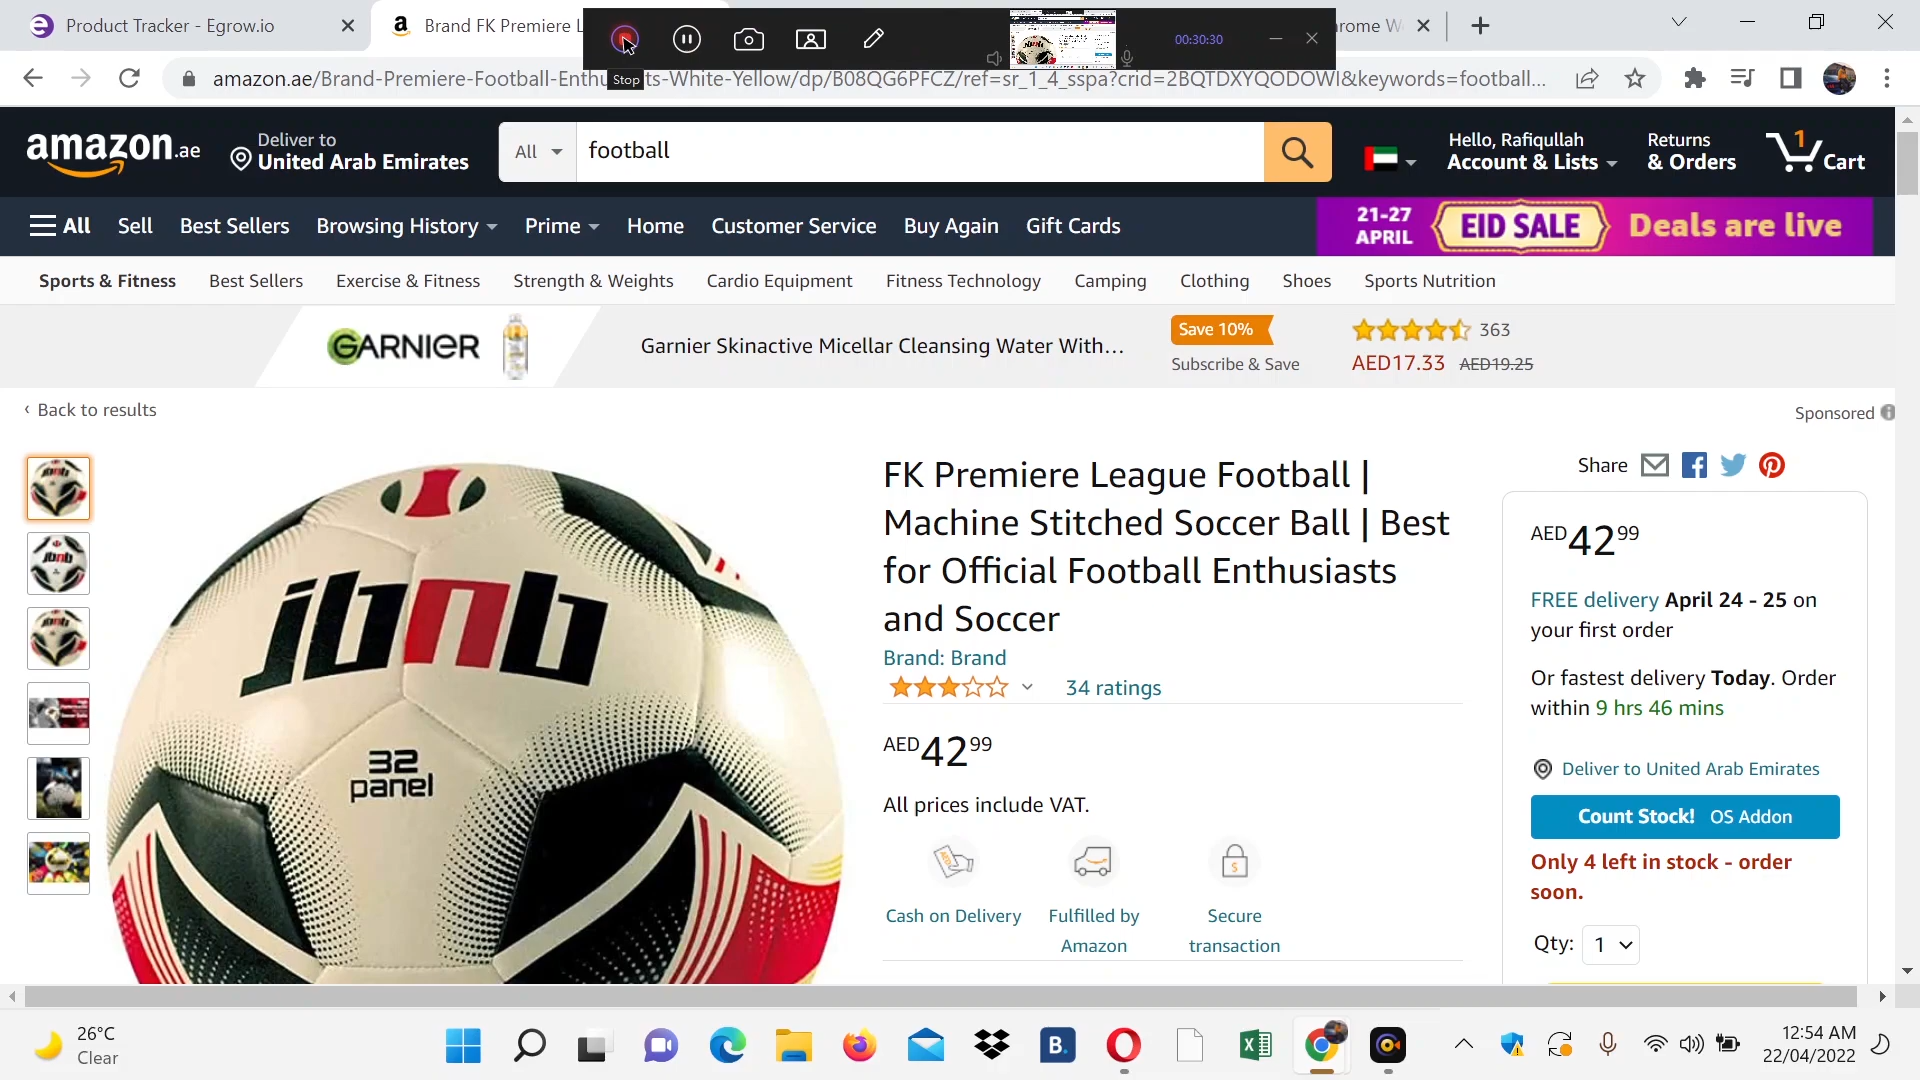 Product Tracker - Egrow.io
Brand FK Premiere L
rome W
00:30:30
Stop
amazon.ae/Brand-Premiere-Football-Enthu
ts-White-Yellow/dp/B08QG6PFCZ/ref=sr_1_4_sspa?crid=2BQTDXYQODOWI&keywords=football...
amazon.ae
Deliver to
United Arab Emirates
All
football
Hello, Rafiqullah
Account & Lists
Returns
& Orders
1
Cart
All
Sell
Best Sellers
Browsing History
Prime
Home
Customer Service
Buy Again
Gift Cards
21-27
APRIL
EID SALE
Deals are live
Sports & Fitness
Best Sellers
Exercise & Fitness
Strength & Weights
Cardio Equipment
Fitness Technology
Camping
Clothing
Shoes
Sports Nutrition
GARNIER
Garnier Skinactive Micellar Cleansing Water With...
Save 10%
Subscribe & Save
363
AED17.33 AED19.25
‹ Back to results
Sponsored
jbnb
32
panel
FK Premiere League Football |
Machine Stitched Soccer Ball | Best
for Official Football Enthusiasts
and Soccer
Brand: Brand
34 ratings
AED4299
All prices include VAT.
Cash on Delivery
Fulfilled by
Amazon
Secure
transaction
Share
AED4299
FREE delivery April 24 - 25 on
your first order
Or fastest delivery Today. Order
within 9 hrs 46 mins
Deliver to United Arab Emirates
Count Stock! OS Addon
Only 4 left in stock - order
soon.
Qty: 1
26°C
Clear
B.
12:54 AM
22/04/2022